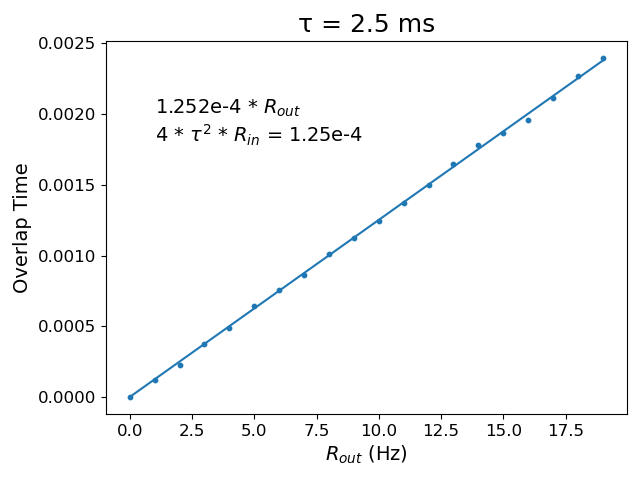 τ = 2.5 ms
0.0025
0.0020
0.0015
0.0010
0.0005
0.0000
Overlap Time
1.252e-4 * R_out
4 * τ² * R_in = 1.25e-4
0.0 2.5 5.0 7.5 10.0 12.5 15.0 17.5
R_out (Hz)